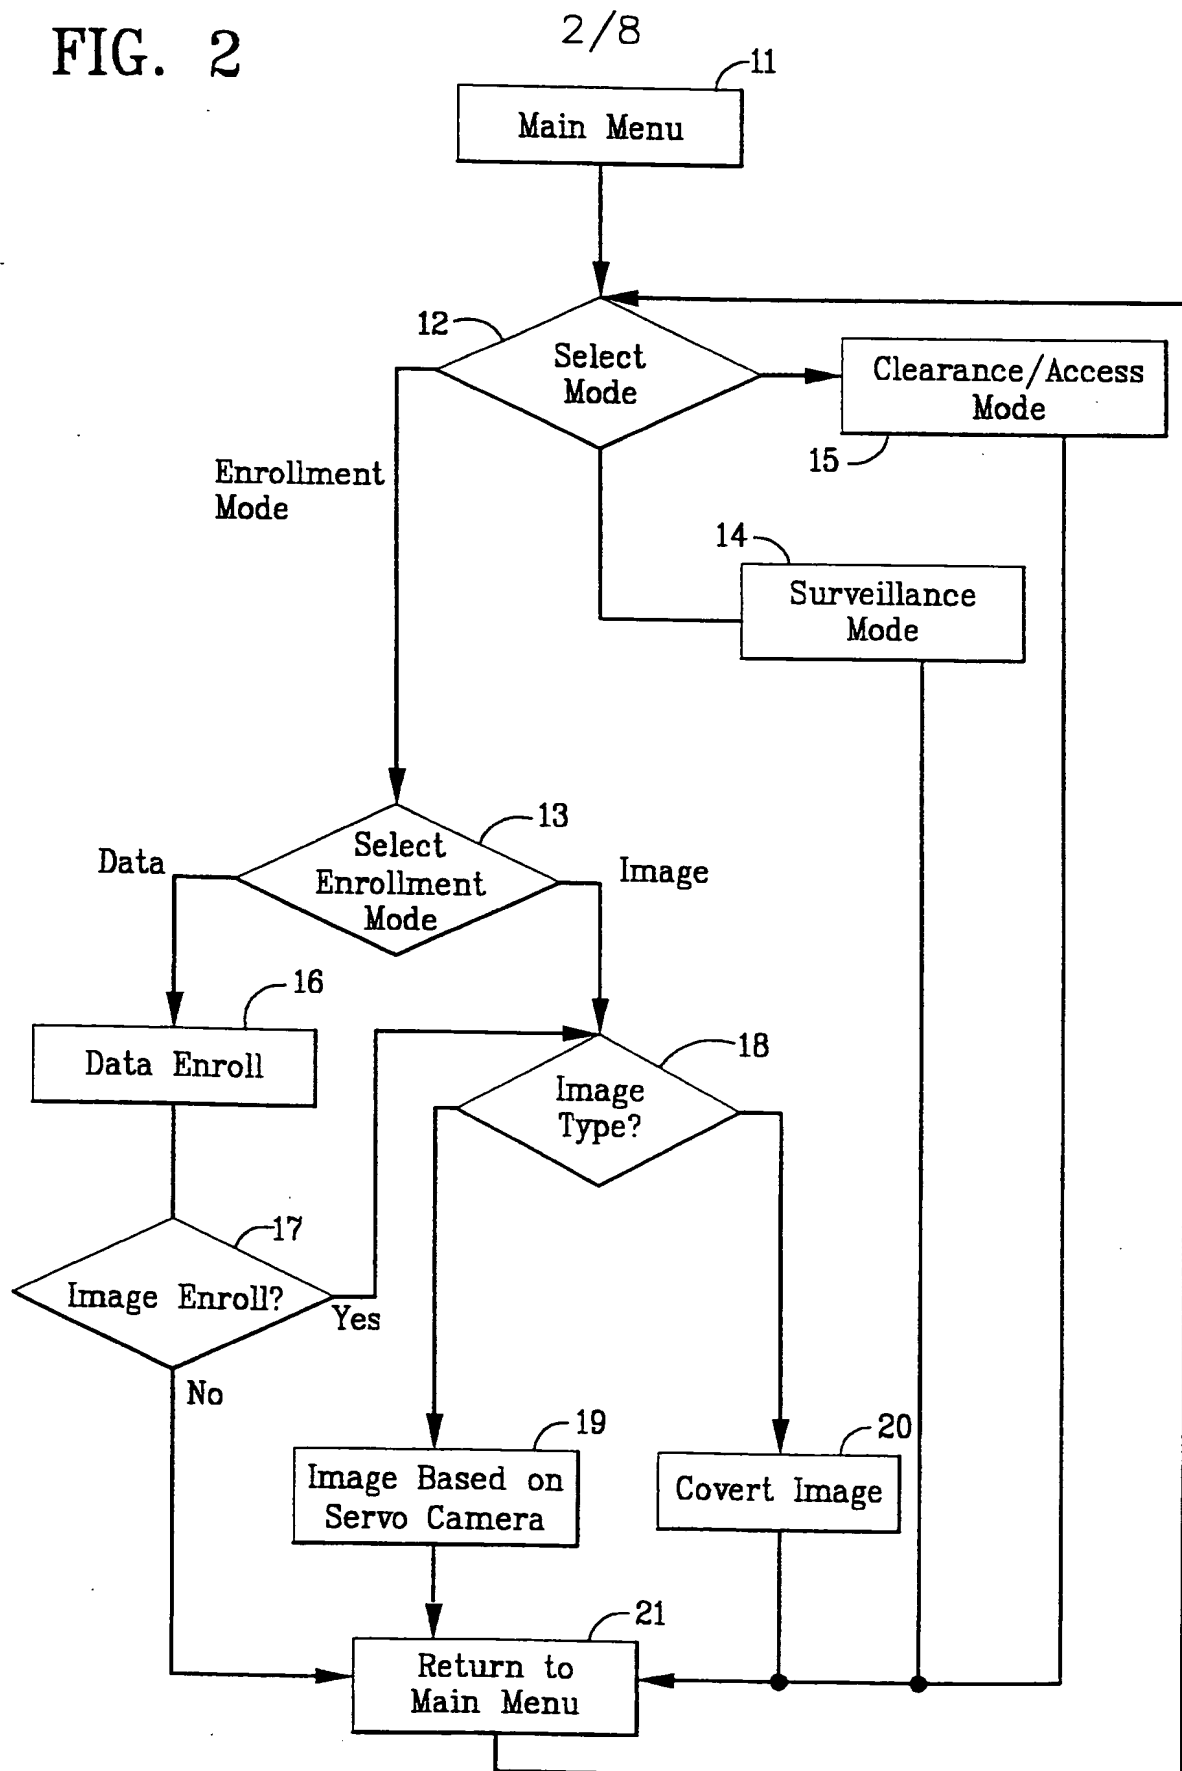 FIG. 2
2/8
11
Main Menu
12
Select
Mode
Clearance/Access
Mode
15
Enrollment
Mode
14
Surveillance
Mode
13
Select
Enrollment
Mode
Data
Image
16
Data Enroll
18
Image
Type?
17
Image Enroll?
Yes
No
19
Image Based on
Servo Camera
20
Covert Image
21
Return to
Main Menu